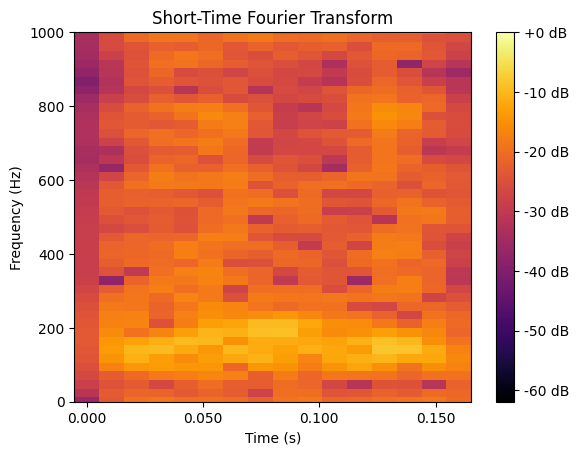 Short-Time Fourier Transform
1000
800
600
400
200
0
Frequency (Hz)
0.000
0.050
0.100
0.150
Time (s)
+0 dB
-10 dB
-20 dB
-30 dB
-40 dB
-50 dB
-60 dB